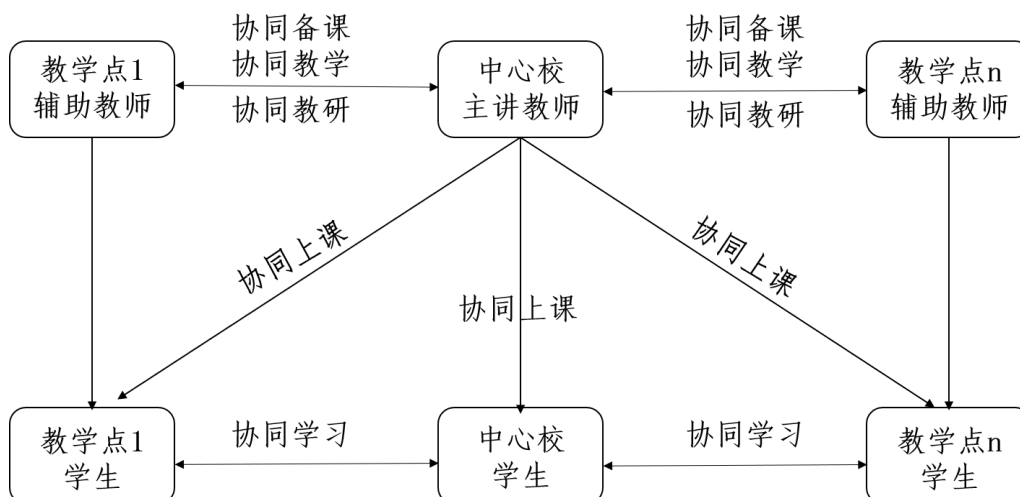 协同备课
协同教学
协同教研
协同备课
协同教学
协同教研
教学点1
辅助教师
中心校
主讲教师
教学点n
辅助教师
协同上课
协同上课
协同上课
教学点1
学生
协同学习
中心校
学生
协同学习
教学点n
学生